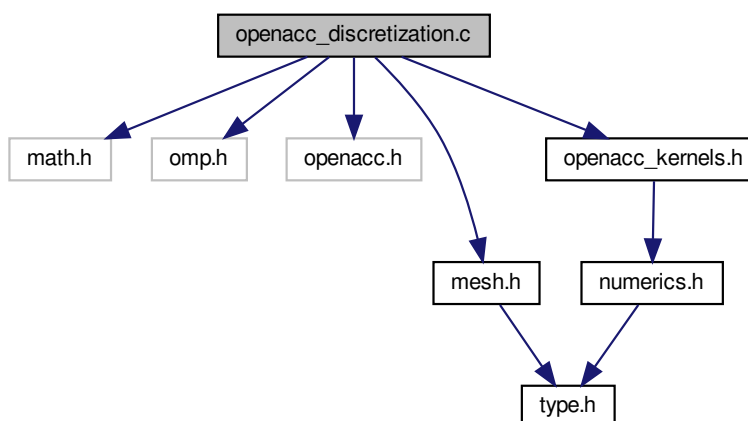 openacc_discretization.c
math.h
omp.h
openacc.h
openacc_kernels.h
mesh.h
numerics.h
type.h